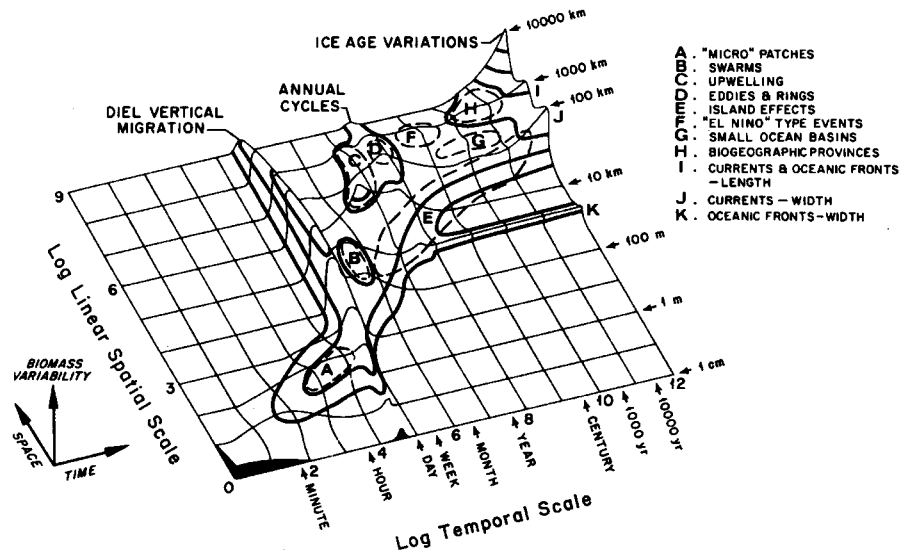 10000 km
ICE AGE VARIATIONS
1000 km
I
100 km
J
ANNUAL
CYCLES
DIEL VERTICAL
MIGRATION
C
D
F
H
G
10 km
E
K
B
100 m
1 m
A
1 cm
A. "MICRO" PATCHES
B. SWARMS
C. UPWELLING
D. EDDIES & RINGS
E. ISLAND EFFECTS
F. "EL NINO" TYPE EVENTS
G. SMALL OCEAN BASINS
H. BIOGEOGRAPHIC PROVINCES
I. CURRENTS & OCEANIC FRONTS
-LENGTH
J. CURRENTS - WIDTH
K. OCEANIC FRONTS-WIDTH
9
6
3
0
Log Linear Spatial Scale
BIOMASS
VARIABILITY
SPACE
TIME
2
4
6
8
10
12
MINUTE
HOUR
DAY
WEEK
MONTH
YEAR
CENTURY
1000 yr
10000 yr
Log Temporal Scale